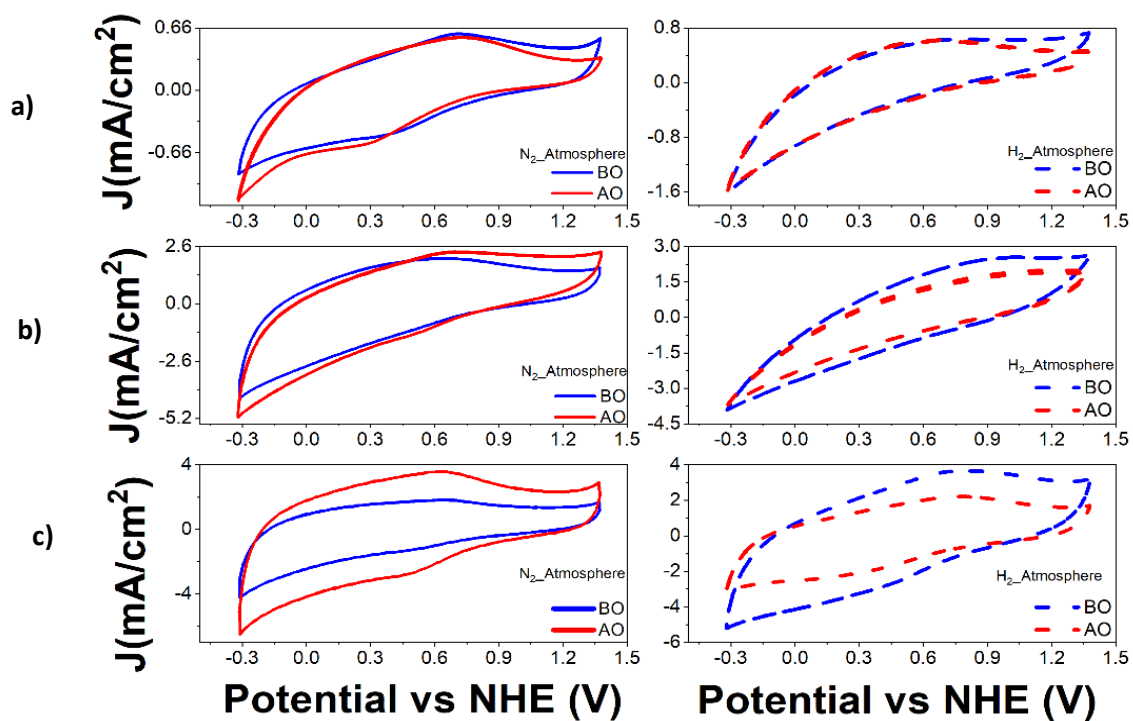 a)
J(mA/cm²)
0.66
0.00
-0.66
-0.3 0.0 0.3 0.6 0.9 1.2 1.5
N₂_Atmosphere
BO
AO
0.8
0.0
-0.8
-1.6
-0.3 0.0 0.3 0.6 0.9 1.2 1.5
H₂_Atmosphere
BO
AO
b)
J(mA/cm²)
2.6
0.0
-2.6
-5.2
-0.3 0.0 0.3 0.6 0.9 1.2 1.5
N₂_Atmosphere
BO
AO
3.0
1.5
0.0
-1.5
-3.0
-4.5
-0.3 0.0 0.3 0.6 0.9 1.2 1.5
H₂_Atmosphere
BO
AO
c)
J(mA/cm²)
4
0
-4
-0.3 0.0 0.3 0.6 0.9 1.2 1.5
N₂_Atmosphere
BO
AO
4
2
0
-2
-4
-6
-0.3 0.0 0.3 0.6 0.9 1.2 1.5
H₂_Atmosphere
BO
AO
Potential vs NHE (V)
Potential vs NHE (V)